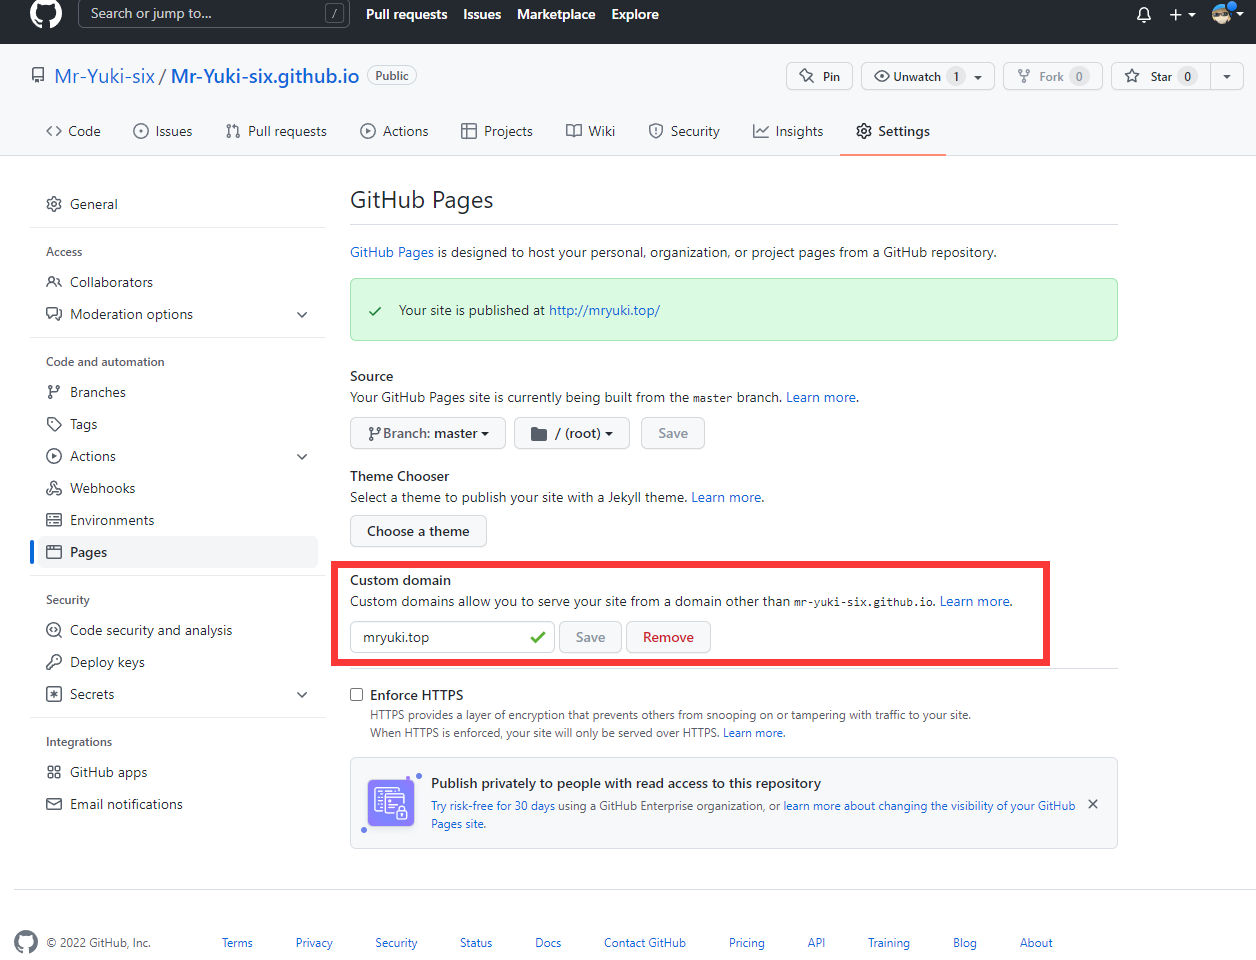 Search or jump to... /
Pull requests Issues Marketplace Explore
Mr-Yuki-six / Mr-Yuki-six.github.io Public
Pin Unwatch 1 Fork 0 Star 0
Code Issues Pull requests Actions Projects Wiki Security Insights Settings
General
Access
Collaborators
Moderation options
Code and automation
Branches
Tags
Actions
Webhooks
Environments
Pages
Security
Code security and analysis
Deploy keys
Secrets
Integrations
GitHub apps
Email notifications
GitHub Pages
GitHub Pages is designed to host your personal, organization, or project pages from a GitHub repository.
Your site is published at http://mryuki.top/
Source
Your GitHub Pages site is currently being built from the master branch. Learn more.
Branch: master / (root) Save
Theme Chooser
Select a theme to publish your site with a Jekyll theme. Learn more.
Choose a theme
Custom domain
Custom domains allow you to serve your site from a domain other than mr-yuki-six.github.io. Learn more.
mryuki.top Save Remove
Enforce HTTPS
HTTPS provides a layer of encryption that prevents others from snooping on or tampering with traffic to your site.
When HTTPS is enforced, your site will only be served over HTTPS. Learn more.
Publish privately to people with read access to this repository
Try risk-free for 30 days using a GitHub Enterprise organization, or learn more about changing the visibility of your GitHub
Pages site.
© 2022 GitHub, Inc. Terms Privacy Security Status Docs Contact GitHub Pricing API Training Blog About